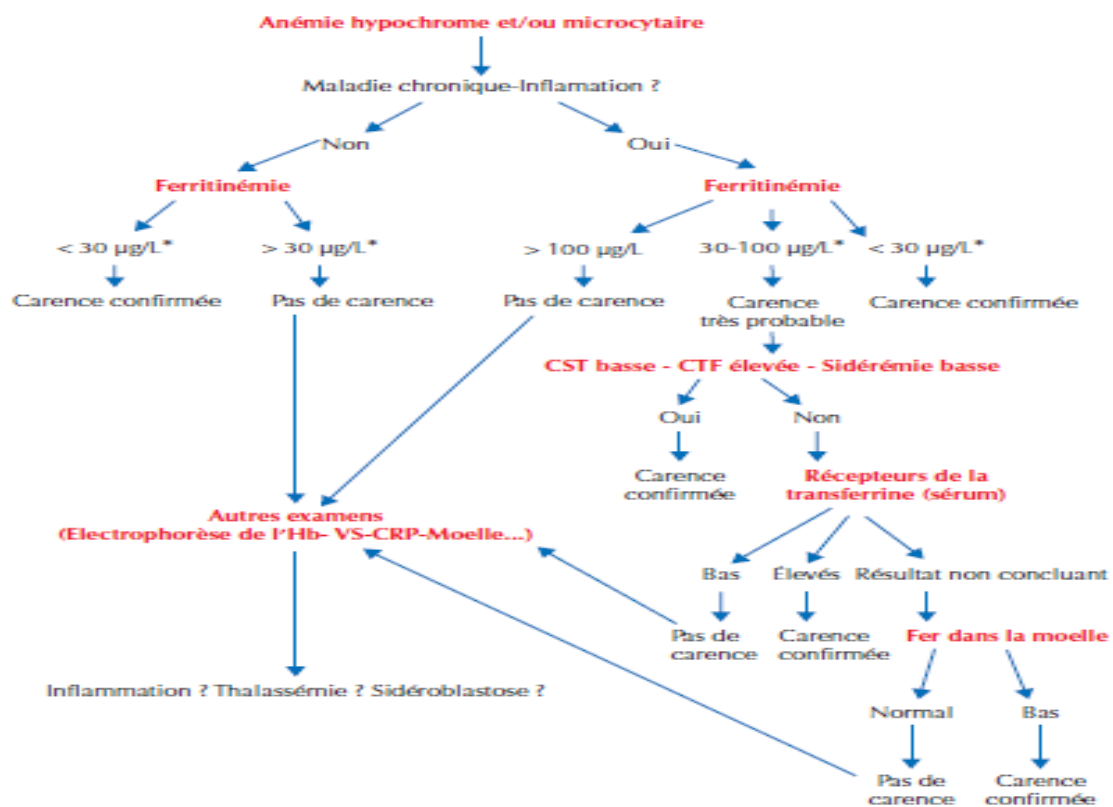 Anémie hypochrome et/ou microcytaire
Maladie chronique-Inflamation ?
Non
Oui
Ferritinémie
Ferritinémie
< 30 µg/L*
> 30 µg/L*
> 100 µg/L
30-100 µg/L*
< 30 µg/L*
Carence confirmée
Pas de carence
Pas de carence
Carence
très probable
Carence confirmée
CST basse - CTF élevée - Sidérémie basse
Oui
Non
Carence
confirmée
Récepteurs de la
transferrine (sérum)
Autres examens
(Electrophorèse de l'Hb- VS-CRP-Moelle...)
Bas
Élevés
Résultat non concluant
Pas de
carence
Carence
confirmée
Fer dans la moelle
Inflammation ? Thalassémie ? Sidéroblastose ?
Normal
Bas
Pas de
carence
Carence
confirmée